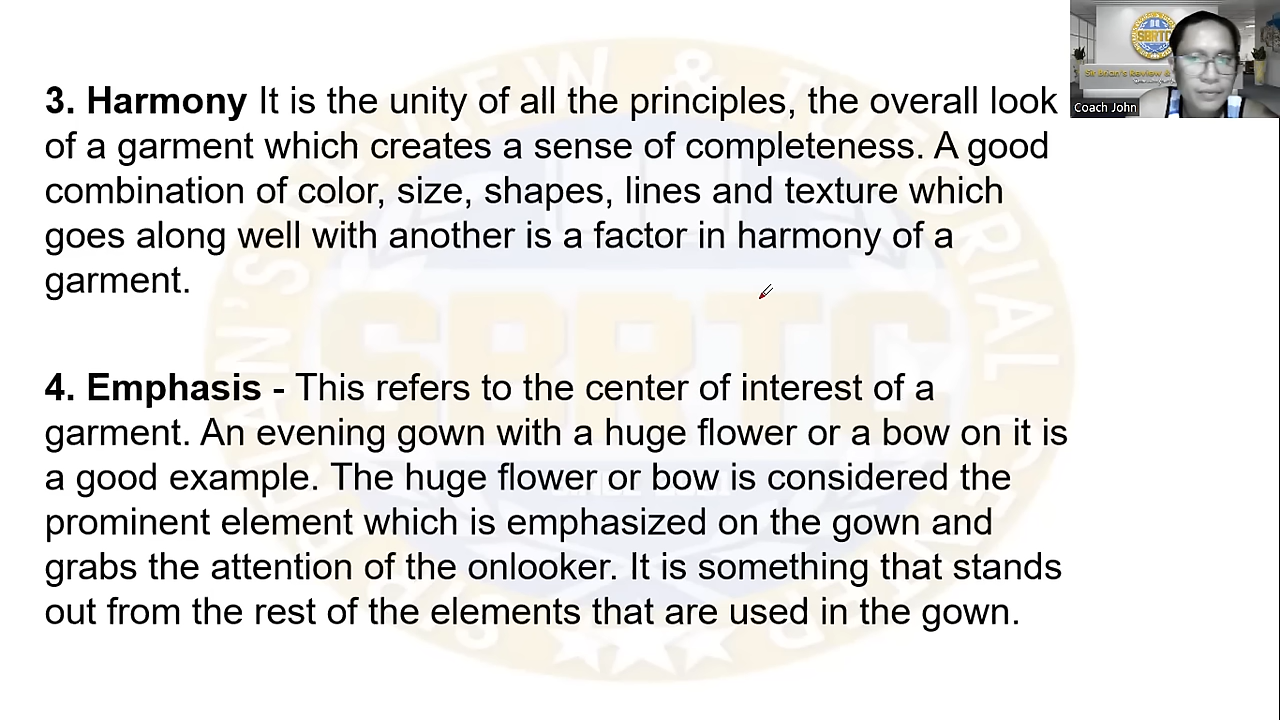 3. Harmony It is the unity of all the principles, the overall look
of a garment which creates a sense of completeness. A good
combination of color, size, shapes, lines and texture which
goes along well with another is a factor in harmony of a
garment.
4. Emphasis - This refers to the center of interest of a
garment. An evening gown with a huge flower or a bow on it is
a good example. The huge flower or bow is considered the
prominent element which is emphasized on the gown and
grabs the attention of the onlooker. It is something that stands
out from the rest of the elements that are used in the gown.
SBRTC
Coach John
SBRTC